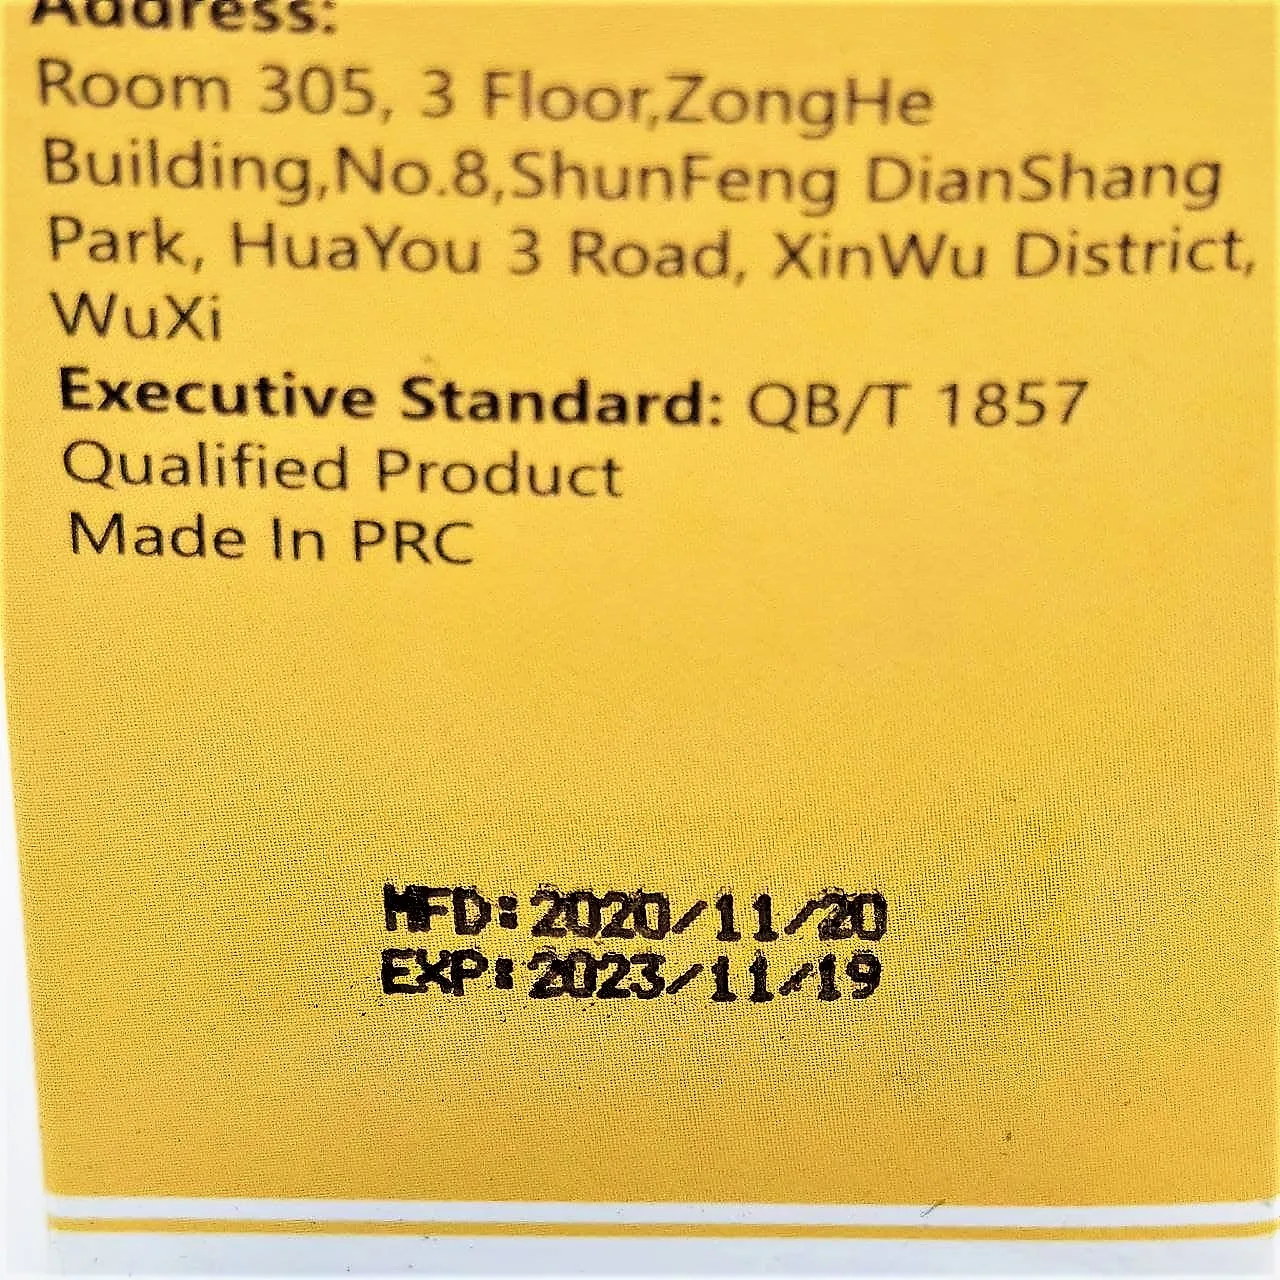 Address:
Room 305, 3 Floor,ZongHe
Building,No.8,ShunFeng DianShang
Park, HuaYou 3 Road, XinWu District,
WuXi
Executive Standard: QB/T 1857
Qualified Product
Made In PRC
MFD:2020/11/20
EXP:2023/11/19